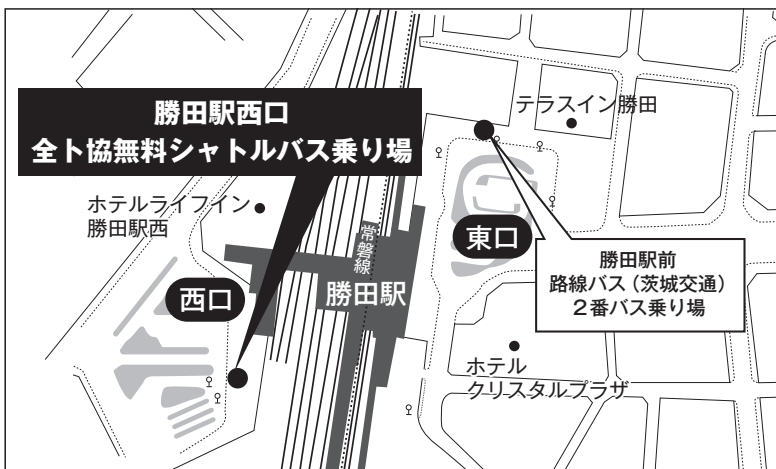 勝田駅西口
全ト協無料シャトルバス乗り場
テラスイン勝田
ホテルライフイン
勝田駅西
常磐線
東口
勝田駅前
路線バス（茨城交通）
２番バス乗り場
西口
勝田駅
ホテル
クリスタルプラザ